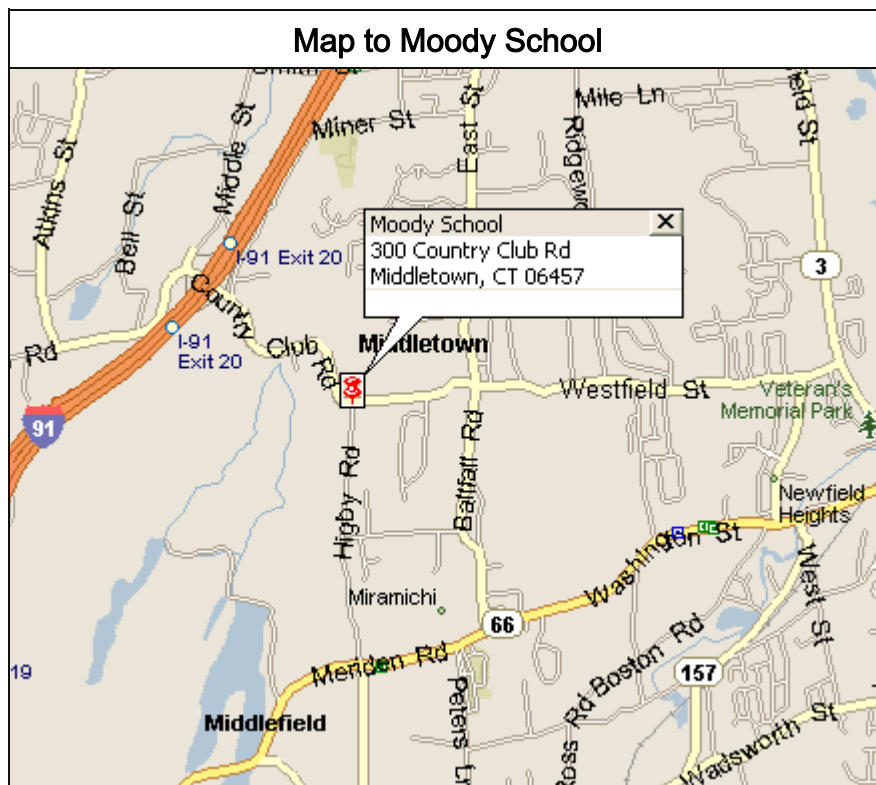 Map to Moody School
Mile Ln
Miner St
East St
Ridgew
field St
Middle St
Atkins St
Bell St
Moody School
300 Country Club Rd
Middletown, CT 06457
I-91 Exit 20
3
Country Club Rd
I-91
Exit 20
Rd
Middletown
Westfield St
Veteran's
Memorial Park
91
Higby Rd
Ballfall Rd
Newfield
Heights
Washington St
West St
Miramichi
66
Meriden Rd
Boston Rd
157
19
Middlefield
Peters Ln
Ross Rd
Wadsworth St